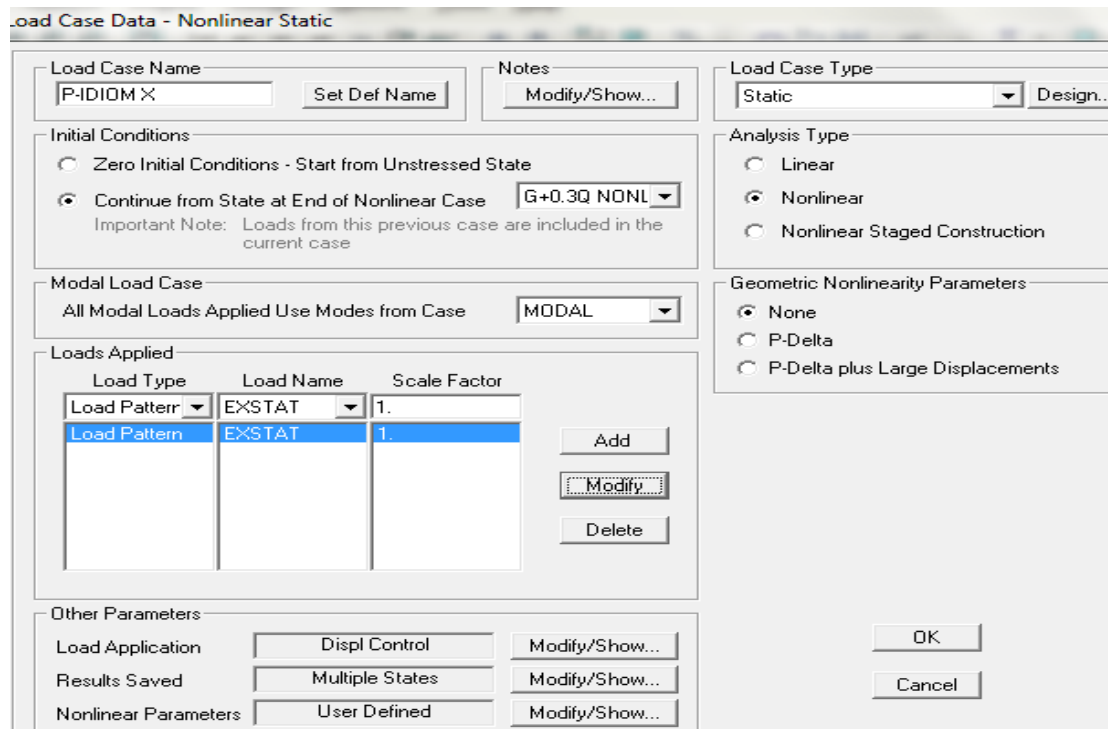 Load Case Data - Nonlinear Static
Load Case Name
P-IDIOM X
Set Def Name
Notes
Modify/Show...
Load Case Type
Static
Design..
Initial Conditions
Zero Initial Conditions - Start from Unstressed State
Continue from State at End of Nonlinear Case
G+0.3Q NONL
Important Note: Loads from this previous case are included in the
current case
Analysis Type
Linear
Nonlinear
Nonlinear Staged Construction
Modal Load Case
All Modal Loads Applied Use Modes from Case
MODAL
Geometric Nonlinearity Parameters
None
P-Delta
P-Delta plus Large Displacements
Loads Applied
Load Type Load Name Scale Factor
Load Pattern EXSTAT 1.
Load Pattern EXSTAT 1.
Add
Modify
Delete
Other Parameters
Load Application Displ Control Modify/Show...
Results Saved Multiple States Modify/Show...
Nonlinear Parameters User Defined Modify/Show...
OK
Cancel